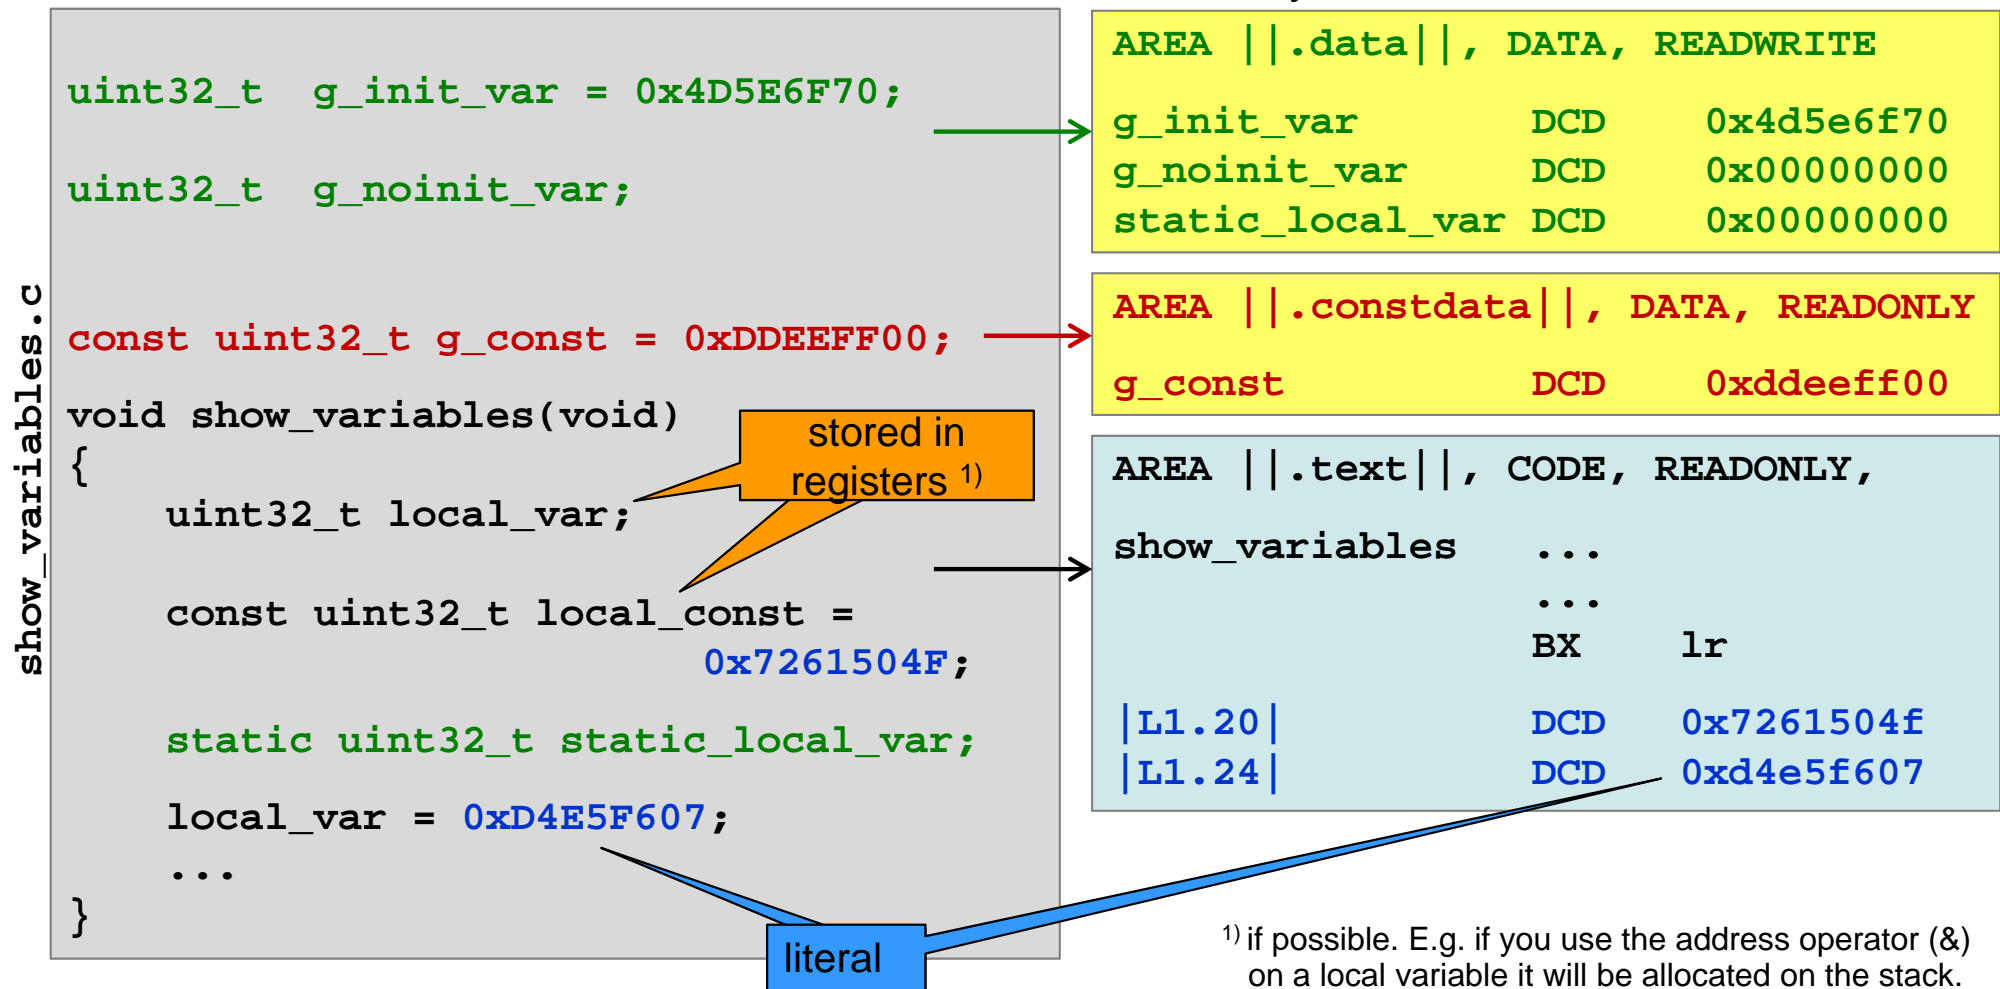 show_variables.c
uint32_t  g_init_var = 0x4D5E6F70;
uint32_t  g_noinit_var;
const uint32_t g_const = 0xDDEEFF00;
void show_variables(void)
{
    uint32_t local_var;
    const uint32_t local_const =
                          0x7261504F;
    static uint32_t static_local_var;
    local_var = 0xD4E5F607;
    ...
}
stored in
registers 1)
literal
AREA ||.data||, DATA, READWRITE
g_init_var       DCD    0x4d5e6f70
g_noinit_var     DCD    0x00000000
static_local_var DCD    0x00000000
AREA ||.constdata||, DATA, READONLY
g_const          DCD    0xddeeff00
AREA ||.text||, CODE, READONLY,
show_variables   ...
                 ...
                 BX    lr
|L1.20|          DCD   0x7261504f
|L1.24|          DCD   0xd4e5f607
1) if possible. E.g. if you use the address operator (&)
on a local variable it will be allocated on the stack.